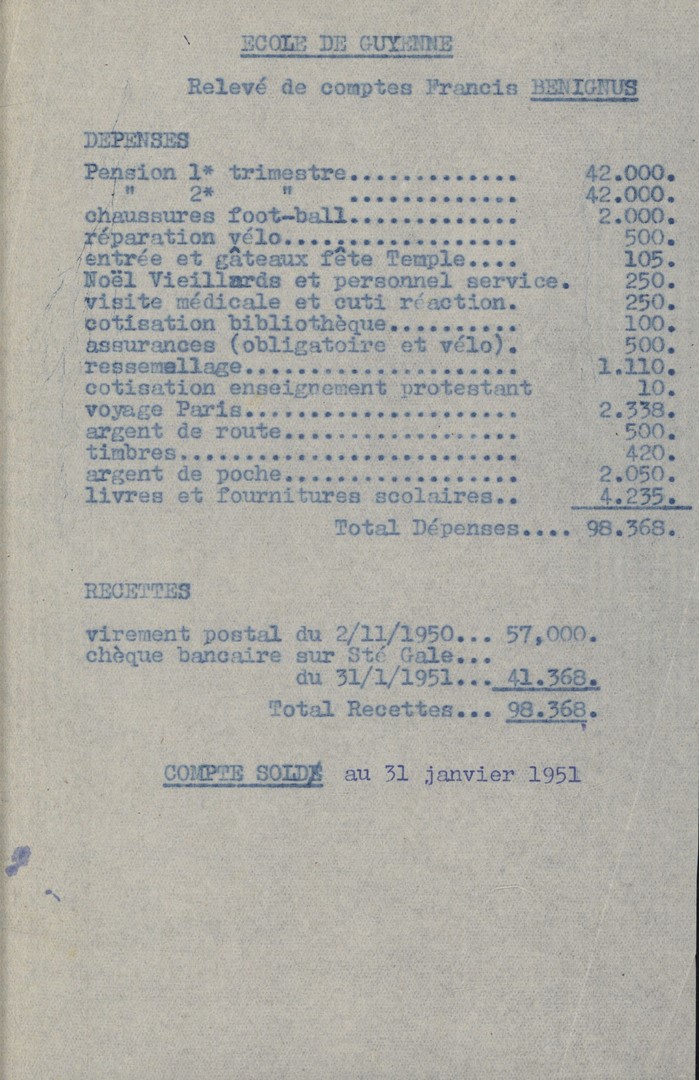 ECOLE DE GUYENNE
Relevé de comptes Francis BENIGNUS
DEPENSES
Pension 1* trimestre............. 42.000.
" 2* " ............. 42.000.
chaussures foot-ball............. 2.000.
réparation vélo.................. 500.
entrée et gâteaux fête Temple.... 105.
Noël Vieillards et personnel service. 250.
visite médicale et cuti réaction. 250.
cotisation bibliothèque.......... 100.
assurances (obligatoire et vélo). 500.
ressemellage..................... 1.110.
cotisation enseignement protestant 10.
voyage Paris..................... 2.338.
argent de route.................. 500.
timbres.......................... 420.
argent de poche.................. 2.050.
livres et fournitures scolaires.. 4.235.
Total Dépenses.... 98.368.
RECETTES
virement postal du 2/11/1950... 57,000.
chèque bancaire sur Sté Gale...
du 31/1/1951... 41.368.
Total Recettes... 98.368.
COMPTE SOLDÉ au 31 janvier 1951